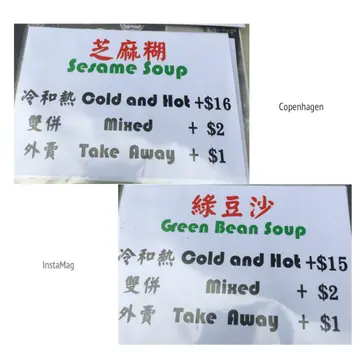 芝麻糊
Sesame Soup
冷和熱 Cold and Hot +$16
雙併 Mixed + $2
外賣 Take Away + $1
Copenhagen
綠豆沙
Green Bean Soup
冷和熱 Cold and Hot +$15
雙併 Mixed + $2
外賣 Take Away + $1
InstaMag